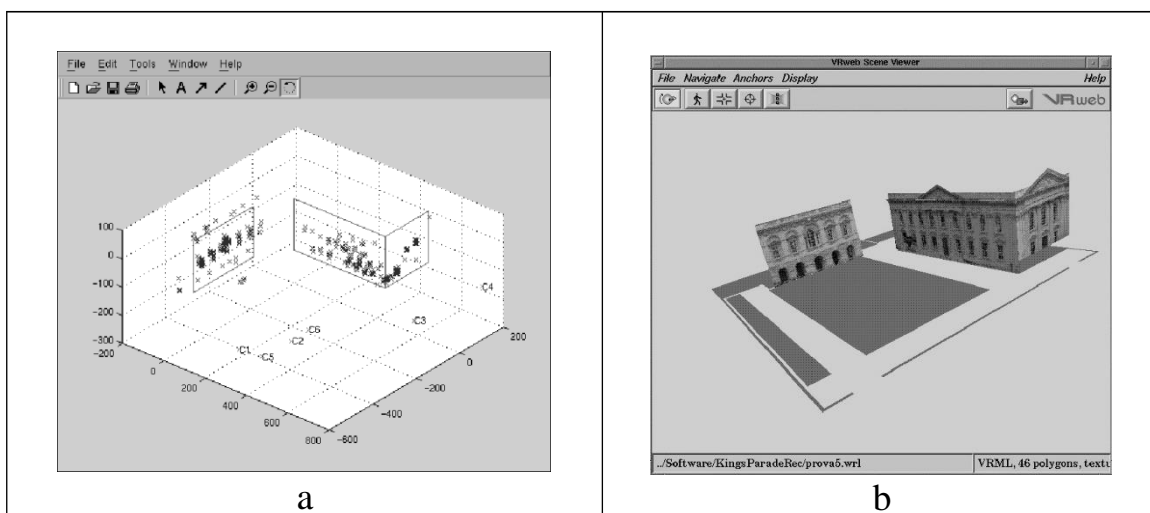 File Edit Tools Window Help
100
0
-100
-200
-300
-200
0
200
400
600
800
-600
-400
-200
0
200
C1
C5
C2
C6
C3
C4
a
VRweb Scene Viewer
File Navigate Anchors Display Help
VRweb
../Software/KingsParadeRec/prova5.wrl
VRML, 46 polygons, textu
b